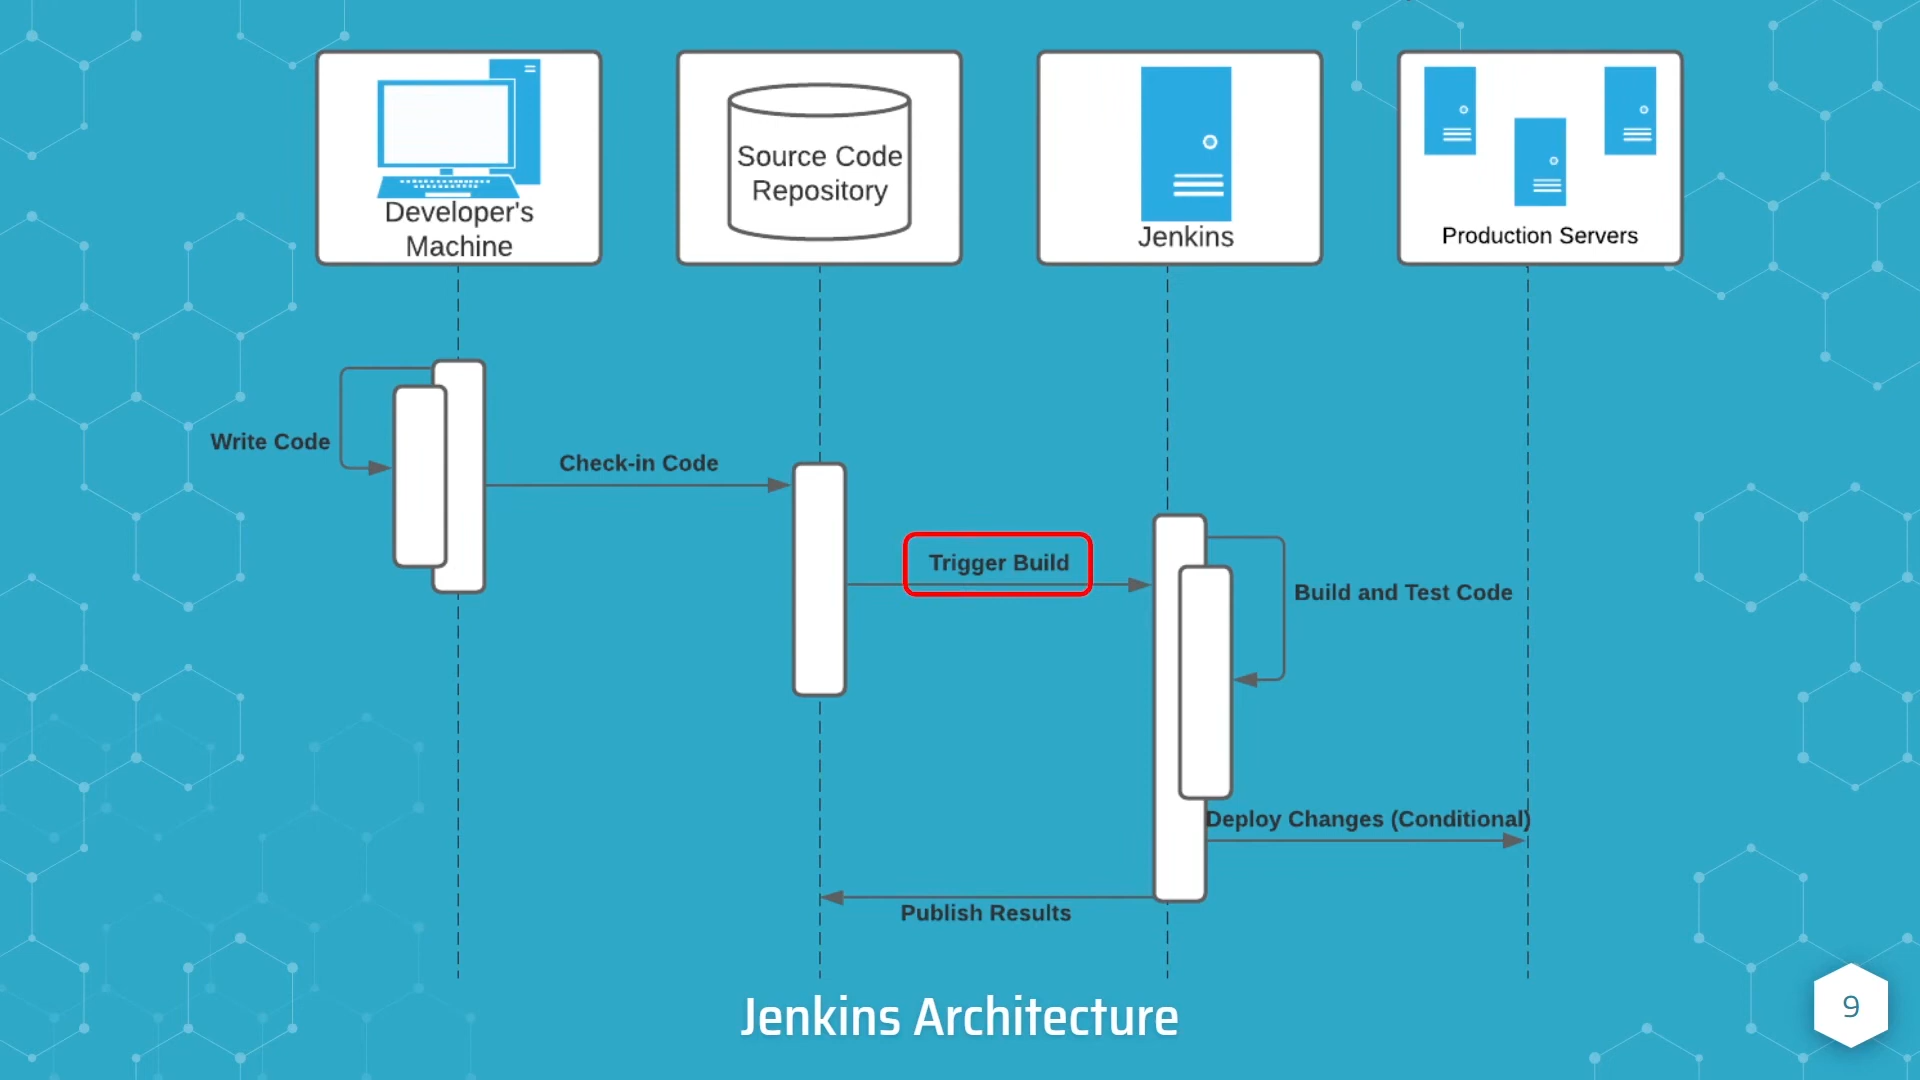 Developer's
Machine
Source Code
Repository
Jenkins
Production Servers
Write Code
Check-in Code
Trigger Build
Build and Test Code
Deploy Changes (Conditional)
Publish Results
Jenkins Architecture
9